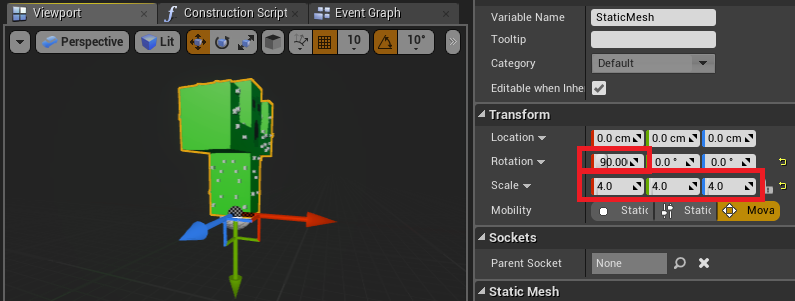 Viewport
Construction Script
Event Graph
Perspective
Lit
10
10°
Variable Name
StaticMesh
Tooltip
Category
Default
Editable when Inher
Transform
Location
0.0 cm
0.0 cm
0.0 cm
Rotation
90.00
0.0 °
0.0 °
Scale
4.0
4.0
4.0
Mobility
Static
Static
Mova
Sockets
Parent Socket
None
Static Mesh